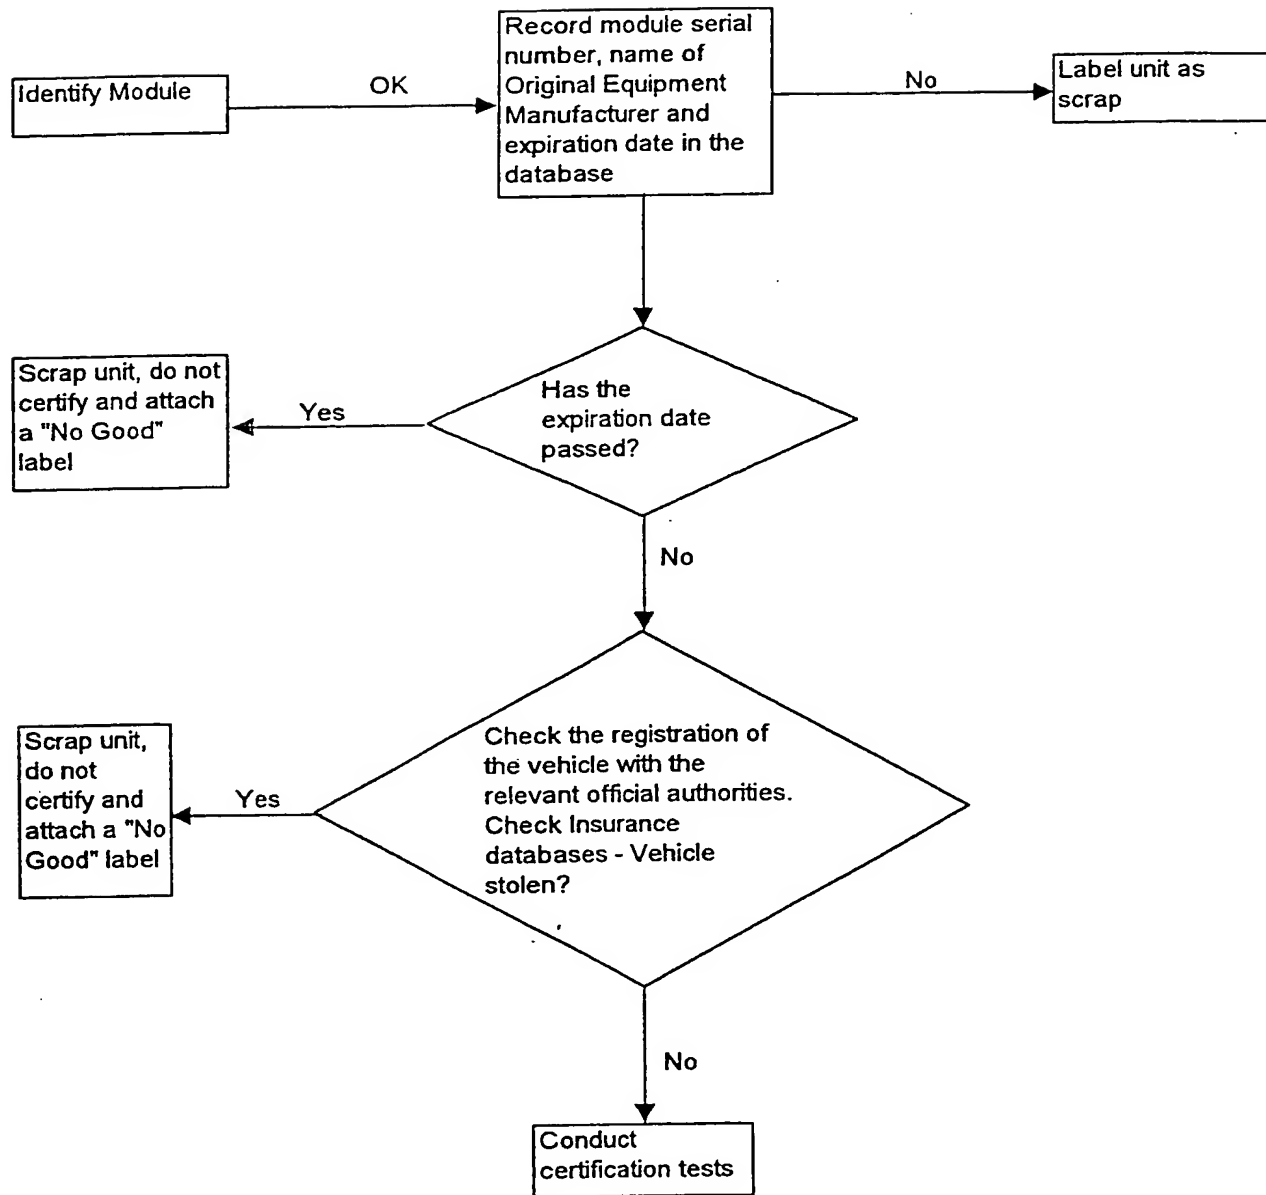 Identify Module
OK
Record module serial
number, name of
Original Equipment
Manufacturer and
expiration date in the
database
No
Label unit as
scrap
Has the
expiration date
passed?
Yes
Scrap unit, do not
certify and attach
a "No Good"
label
No
Check the registration of
the vehicle with the
relevant official authorities.
Check Insurance
databases - Vehicle
stolen?
Yes
Scrap unit,
do not
certify and
attach a "No
Good" label
No
Conduct
certification tests